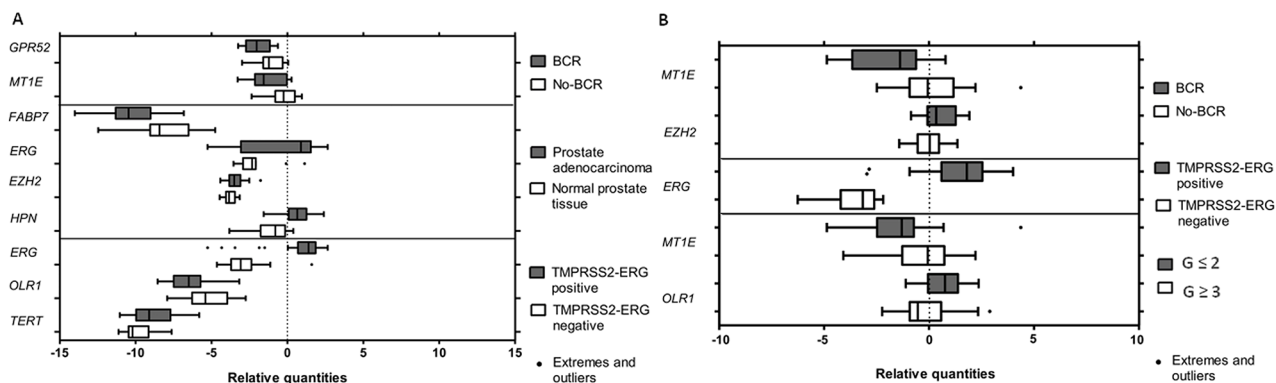 A
GPR52
MT1E
FABP7
ERG
EZH2
HPN
ERG
OLR1
TERT
-15
-10
-5
0
5
10
15
Relative quantities
BCR
No-BCR
Prostate
adenocarcinoma
Normal prostate
tissue
TMPRSS2-ERG
positive
TMPRSS2-ERG
negative
Extremes and
outliers
B
MT1E
EZH2
ERG
MT1E
OLR1
-10
-5
0
5
10
Relative quantities
BCR
No-BCR
TMPRSS2-ERG
positive
TMPRSS2-ERG
negative
G ≤ 2
G ≥ 3
Extremes and
outliers